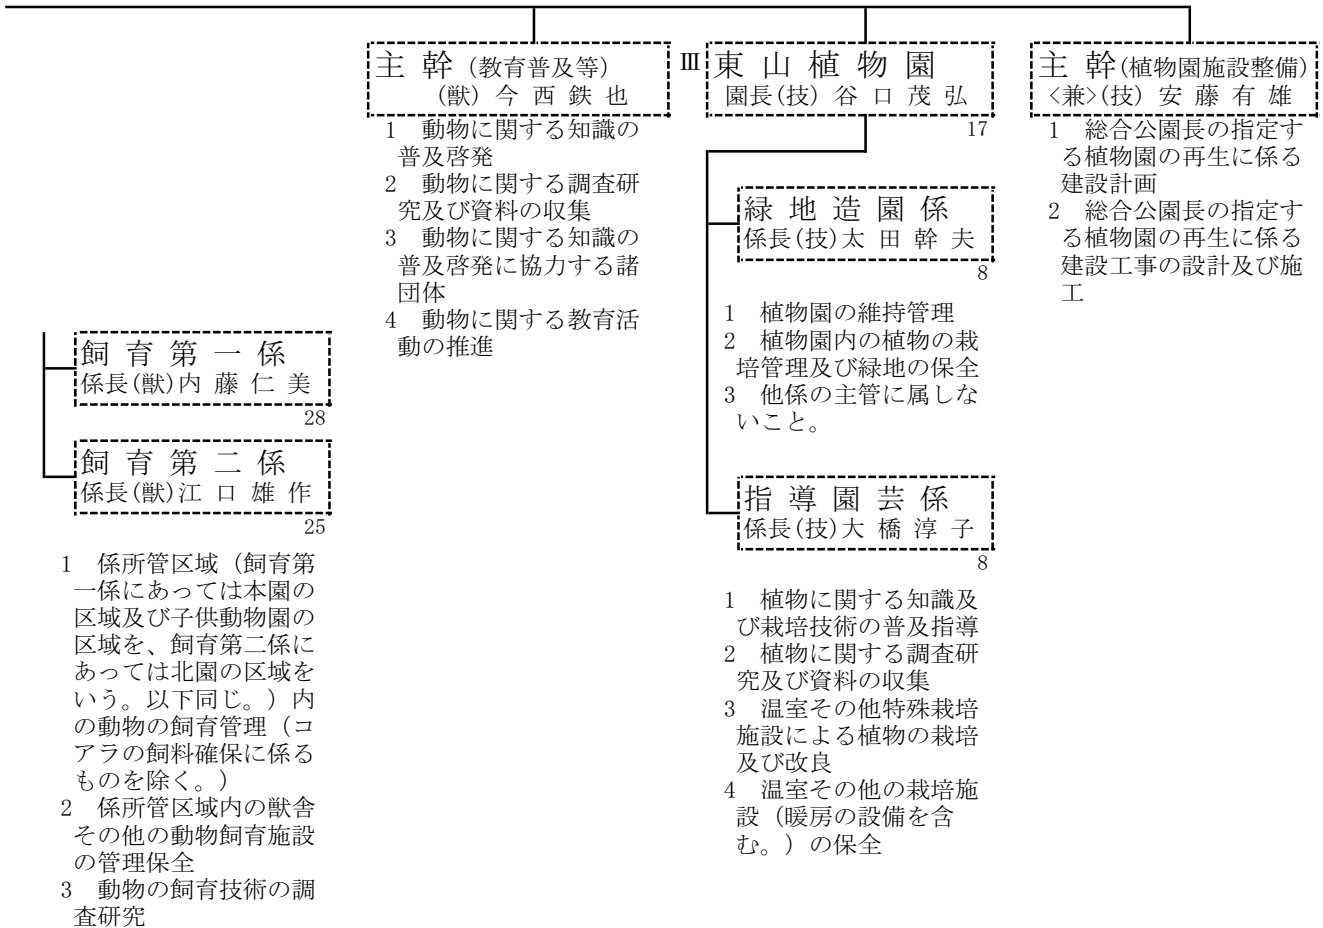 主 幹 (教育普及等)
(獣) 今 西 鉄 也
1 動物に関する知識の
普及啓発
2 動物に関する調査研
究及び資料の収集
3 動物に関する知識の
普及啓発に協力する諸
団体
4 動物に関する教育活
動の推進
Ⅲ 東 山 植 物 園
園長(技) 谷 口 茂 弘
17
緑 地 造 園 係
係長(技)太 田 幹 夫
8
1 植物園の維持管理
2 植物園内の植物の栽
培管理及び緑地の保全
3 他係の主管に属しな
いこと。
指 導 園 芸 係
係長(技)大 橋 淳 子
8
1 植物に関する知識及
び栽培技術の普及指導
2 植物に関する調査研
究及び資料の収集
3 温室その他特殊栽培
施設による植物の栽培
及び改良
4 温室その他の栽培施
設（暖房の設備を含
む。）の保全
主 幹(植物園施設整備)
<兼>(技) 安 藤 有 雄
1 総合公園長の指定す
る植物園の再生に係る
建設計画
2 総合公園長の指定す
る植物園の再生に係る
建設工事の設計及び施
工
飼 育 第 一 係
係長(獣)内 藤 仁 美
28
飼 育 第 二 係
係長(獣)江 口 雄 作
25
1 係所管区域（飼育第
一係にあっては本園の
区域及び子供動物園の
区域を、飼育第二係に
あっては北園の区域を
いう。以下同じ。）内
の動物の飼育管理（コ
アラの飼料確保に係る
ものを除く。）
2 係所管区域内の獣舎
その他の動物飼育施設
の管理保全
3 動物の飼育技術の調
査研究